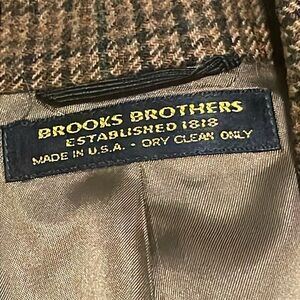 BROOKS BROTHERS
ESTABLISHED 1818
MADE IN U.S.A. - DRY CLEAN ONLY